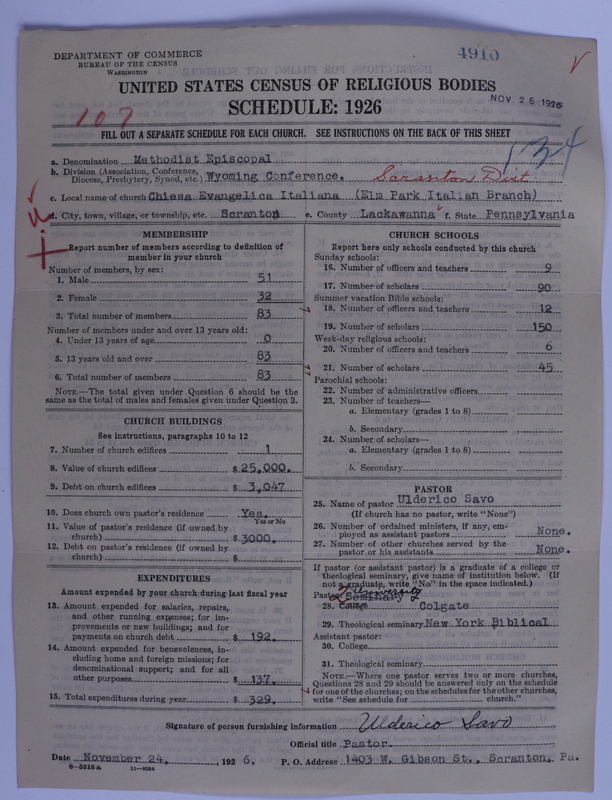 DEPARTMENT OF COMMERCE
BUREAU OF THE CENSUS
WASHINGTON
4910
UNITED STATES CENSUS OF RELIGIOUS BODIES
SCHEDULE: 1926
NOV 26 1926
107
FILL OUT A SEPARATE SCHEDULE FOR EACH CHURCH. SEE INSTRUCTIONS ON THE BACK OF THIS SHEET
a. Denomination Methodist Episcopal
b. Division (Association, Conference, Diocese, Presbytery, Synod, etc.) Wyoming Conference. Scranton Dist
c. Local name of church Chiesa Evangelica Italiana (Elm Park Italian Branch)
d. City, town, village, or township, etc. Scranton e. County Lackawanna f. State Pennsylvania
MEMBERSHIP
Report number of members according to definition of
member in your church
Number of members, by sex:
1. Male 51
2. Female 32
3. Total number of members 83
Number of members under and over 13 years old:
4. Under 13 years of age 0
5. 13 years old and over 83
6. Total number of members 83
NOTE.—The total given under Question 6 should be the
same as the total of males and females given under Question 3.
CHURCH BUILDINGS
See instructions, paragraphs 10 to 12
7. Number of church edifices 1
8. Value of church edifices $25,000.
9. Debt on church edifices $ 3,047
10. Does church own pastor's residence Yes.
Yes or No
11. Value of pastor's residence (if owned by
church) $3000.
12. Debt on pastor's residence (if owned by
church) $
EXPENDITURES
Amount expended by your church during last fiscal year
13. Amount expended for salaries, repairs,
and other running expenses; for im-
provements or new buildings; and for
payments on church debt $ 192.
14. Amount expended for benevolences, in-
cluding home and foreign missions; for
denominational support; and for all
other purposes $ 137.
15. Total expenditures during year $ 329.
CHURCH SCHOOLS
Report here only schools conducted by this church
Sunday schools:
16. Number of officers and teachers 9
17. Number of scholars 90
Summer vacation Bible schools:
18. Number of officers and teachers 12
19. Number of scholars 150
Week-day religious schools:
20. Number of officers and teachers 6
21. Number of scholars 45
Parochial schools:
22. Number of administrative officers
23. Number of teachers—
a. Elementary (grades 1 to 8)
b. Secondary
24. Number of scholars—
a. Elementary (grades 1 to 8)
b. Secondary
PASTOR
25. Name of pastor Ulderico Savo
(If church has no pastor, write "None")
26. Number of ordained ministers, if any, em-
ployed as assistant pastors None.
27. Number of other churches served by the
pastor or his assistants None.
If pastor (or assistant pastor) is a graduate of a college or
theological seminary, give name of institution below. (If
not a graduate, write "No" in the space indicated.)
Pastor: Seminary University
28. College Colgate
29. Theological seminary New York Biblical
Assistant pastor:
30. College
31. Theological seminary
NOTE.—Where one pastor serves two or more churches,
Questions 28 and 29 should be answered only on the schedule
for one of the churches; on the schedules for the other churches,
write "See schedule for church."
Signature of person furnishing information Ulderico Savo
Official title Pastor.
Date November 24, 1926. P. O. Address 1403 W. Gibson St., Scranton, Pa.
8—5518a 11—9024